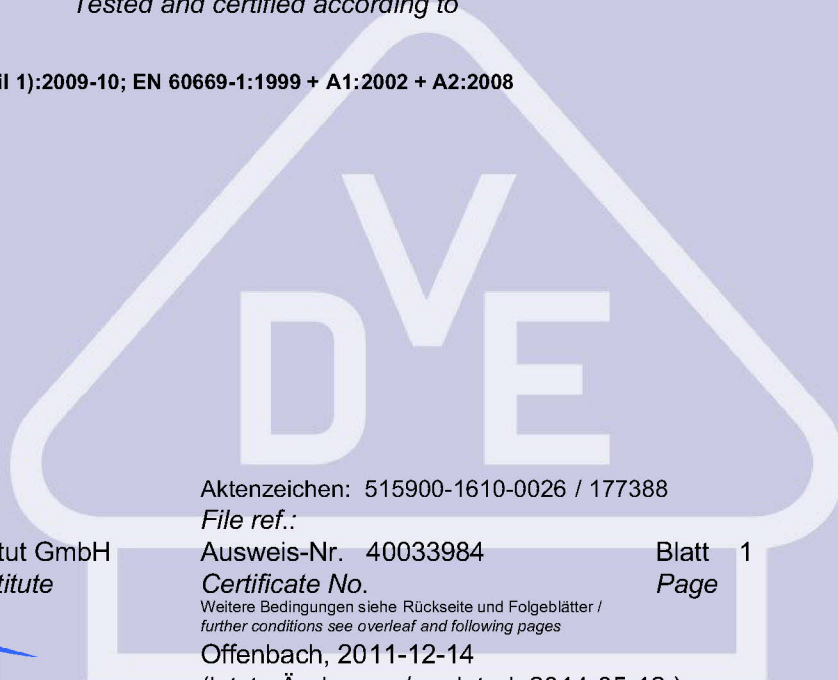 Tested and certified according to
il 1):2009-10; EN 60669-1:1999 + A1:2002 + A2:2008
V
D E
Aktenzeichen: 515900-1610-0026 / 177388
File ref.:
tut GmbH Ausweis-Nr. 40033984 Blatt 1
titute Certificate No. Page
Weitere Bedingungen siehe Rückseite und Folgeblätter /
further conditions see overleaf and following pages
Offenbach, 2011-12-14